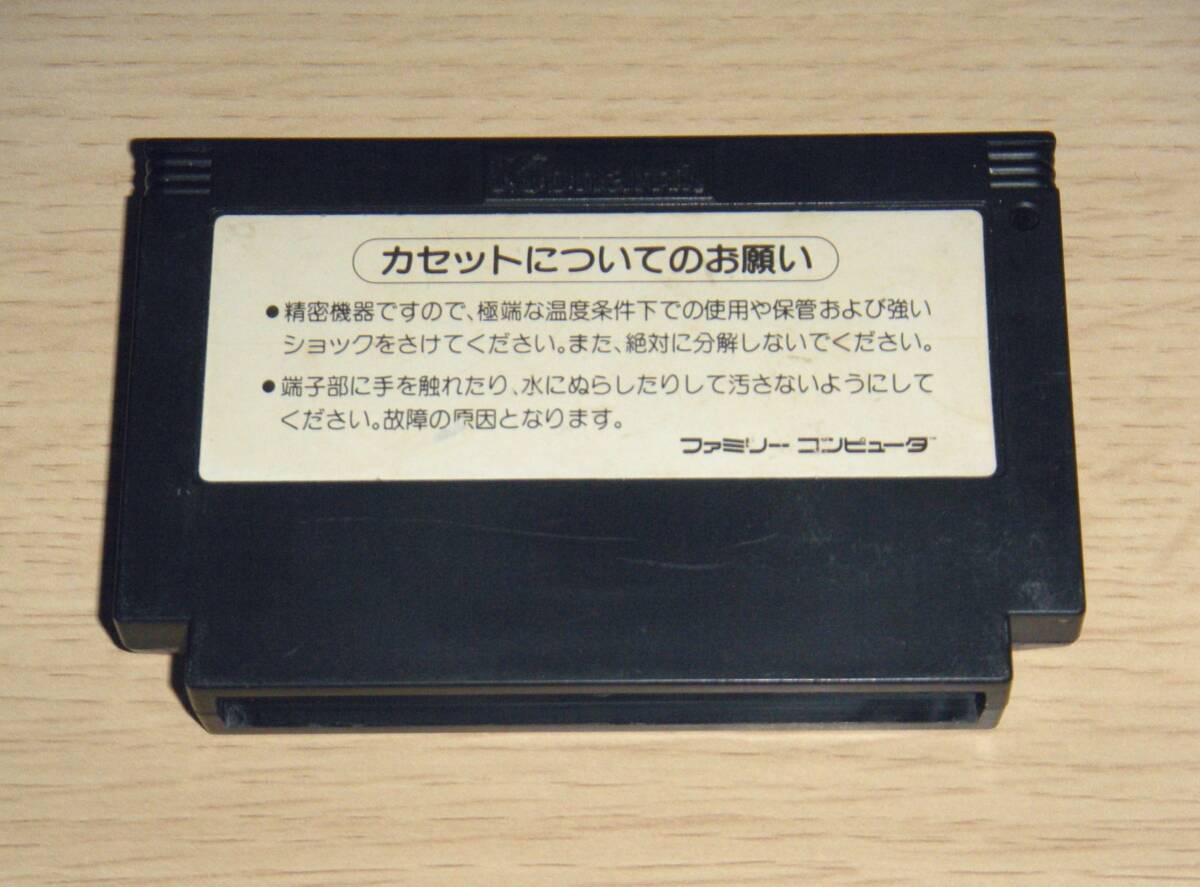 Konami
カセットについてのお願い
●精密機器ですので、極端な温度条件下での使用や保管および強い
ショックをさけてください。また、絶対に分解しないでください。
●端子部に手を触れたり、水にぬらしたりして汚さないようにして
ください。故障の原因となります。
ファミリーコンピュータ™